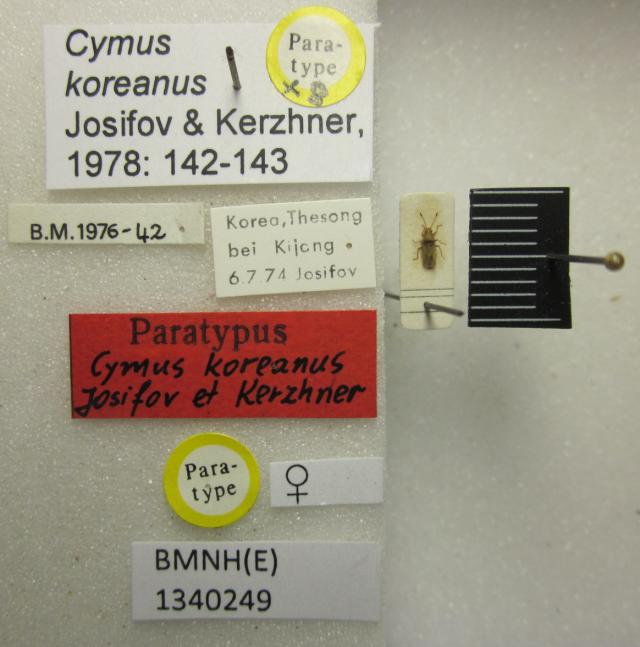 Cymus
koreanus
Josifov & Kerzhner,
1978: 142-143
Para-
type
x 8
B.M.1976-42
Korea, Thesong
bei Kijong
6.7.74 Josifov
Paratypus
Cymus koreanus
Josifov et Kerzhner
Para-
type
♀
BMNH(E)
1340249